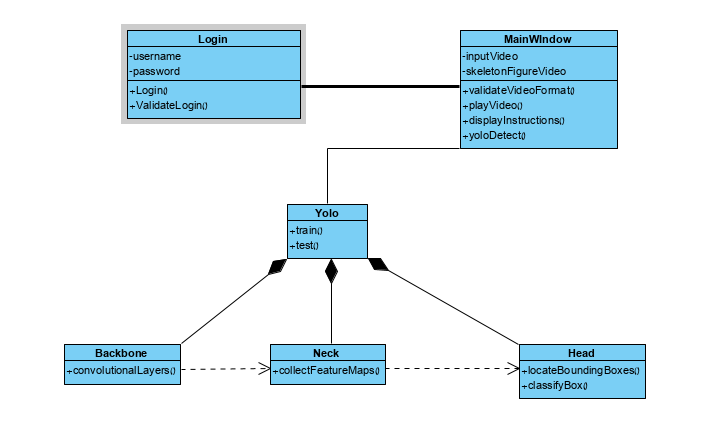 Login
-username
-password
+Login()
+ValidateLogin()
MainWIndow
-inputVideo
-skeletonFigureVideo
+validateVideoFormat()
+playVideo()
+displayInstructions()
+yoloDetect()
Yolo
+train()
+test()
Backbone
+convolutionalLayers()
Neck
+collectFeatureMaps()
Head
+locateBoundingBoxes()
+classifyBox()